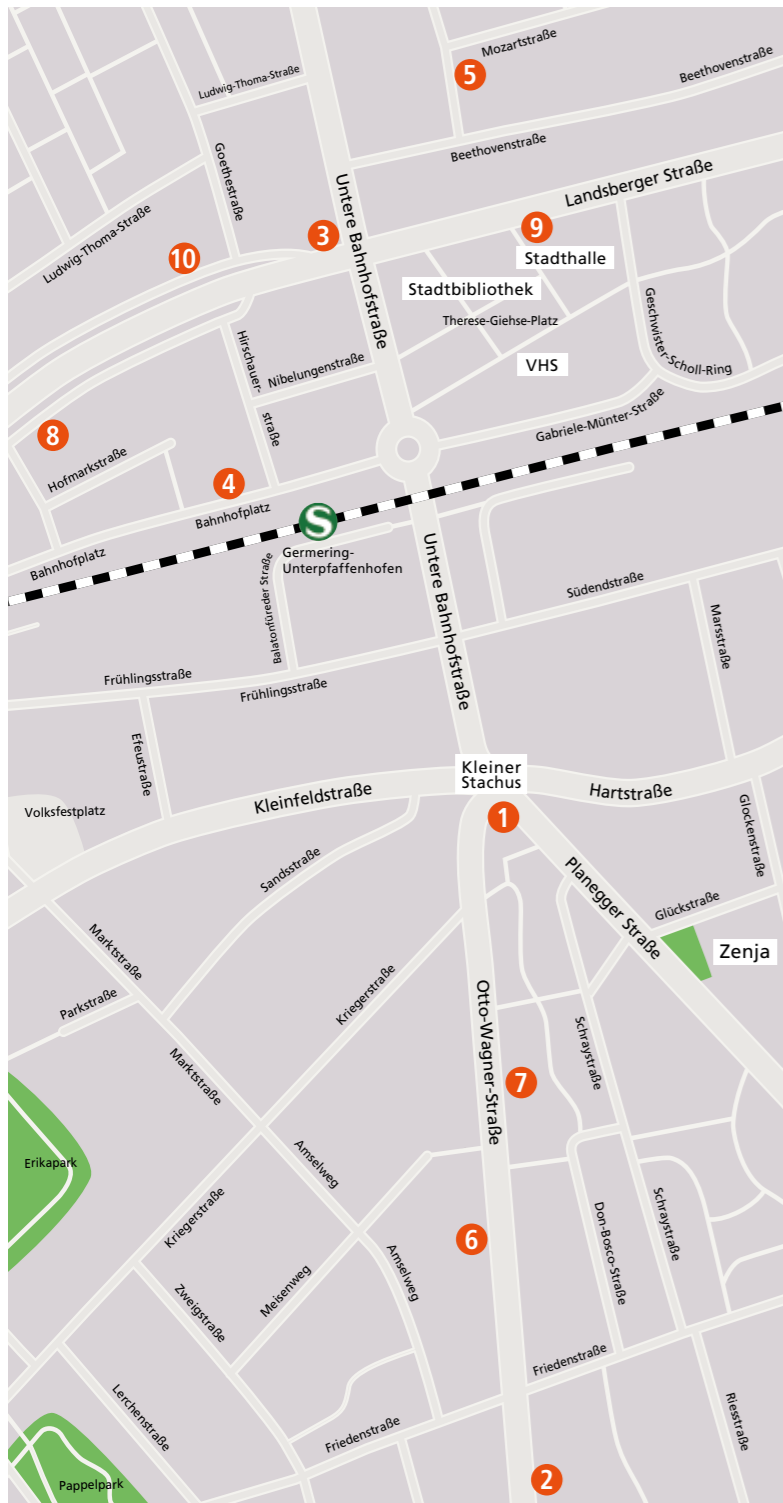 Mozartstraße
5
Ludwig-Thoma-Straße
Beethovenstraße
Beethovenstraße
Goethestraße
Untere Bahnhofstraße
Landsberger Straße
Ludwig-Thoma-Straße
3
9
10
Stadthalle
Stadtbibliothek
Therese-Giehse-Platz
Geschwister-Scholl-Ring
Hirschauer-
straße
Nibelungenstraße
VHS
8
Gabriele-Münter-Straße
Hofmarkstraße
4
Bahnhofplatz
S
Bahnhofplatz
Germering-
Unterpfaffenhofen
Untere Bahnhofstraße
Balatonfüreder Straße
Südendstraße
Marsstraße
Frühlingsstraße
Frühlingsstraße
Efeustraße
Kleiner
Stachus
Kleinfeldstraße
Hartstraße
Volksfestplatz
1
Glockenstraße
Sandsstraße
Planegger Straße
Glückstraße
Marktstraße
Zenja
Parkstraße
Kriegerstraße
Otto-Wagner-Straße
Schraystraße
Marktstraße
7
Erikapark
Amselweg
Kriegerstraße
Schraystraße
Don-Bosco-Straße
6
Amselweg
Meisenweg
Zweigstraße
Friedenstraße
Lerchenstraße
Friedenstraße
Riesstraße
2
Pappelpark